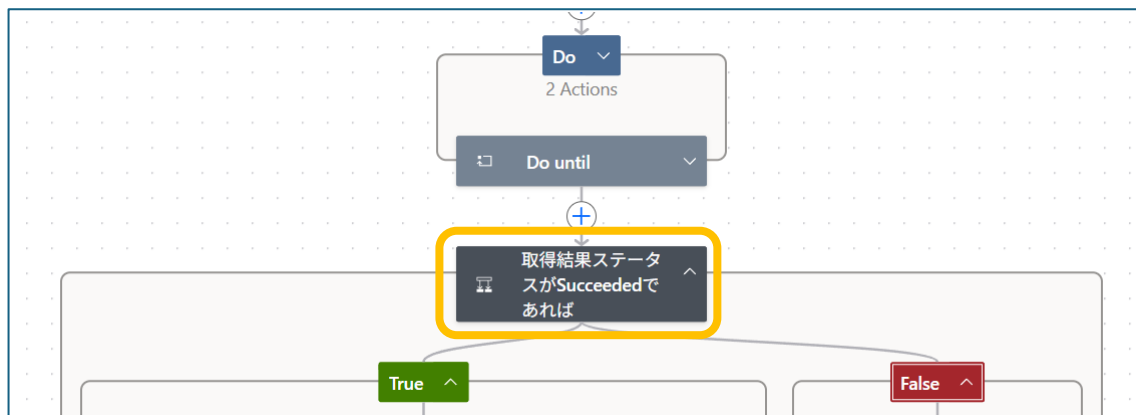 Do
2 Actions
Do until
取得結果ステータ
スがSucceededで
あれば
True
False